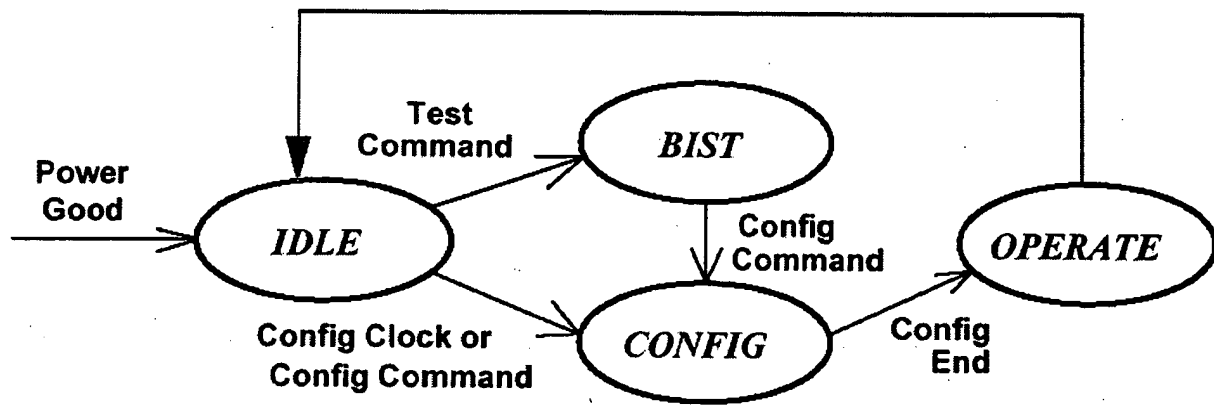 Test
Command
BIST
Power
Good
IDLE
Config
Command
OPERATE
Config Clock or
Config Command
CONFIG
Config
End